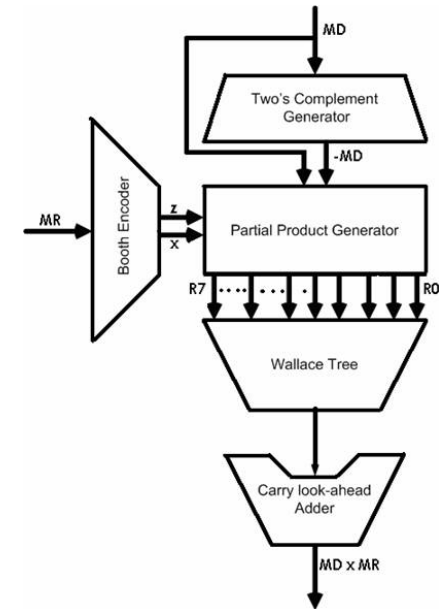 MD
Two's Complement
Generator
-MD
MR
Booth Encoder
z
x
Partial Product Generator
R7
R0
Wallace Tree
Carry look-ahead
Adder
MD x MR